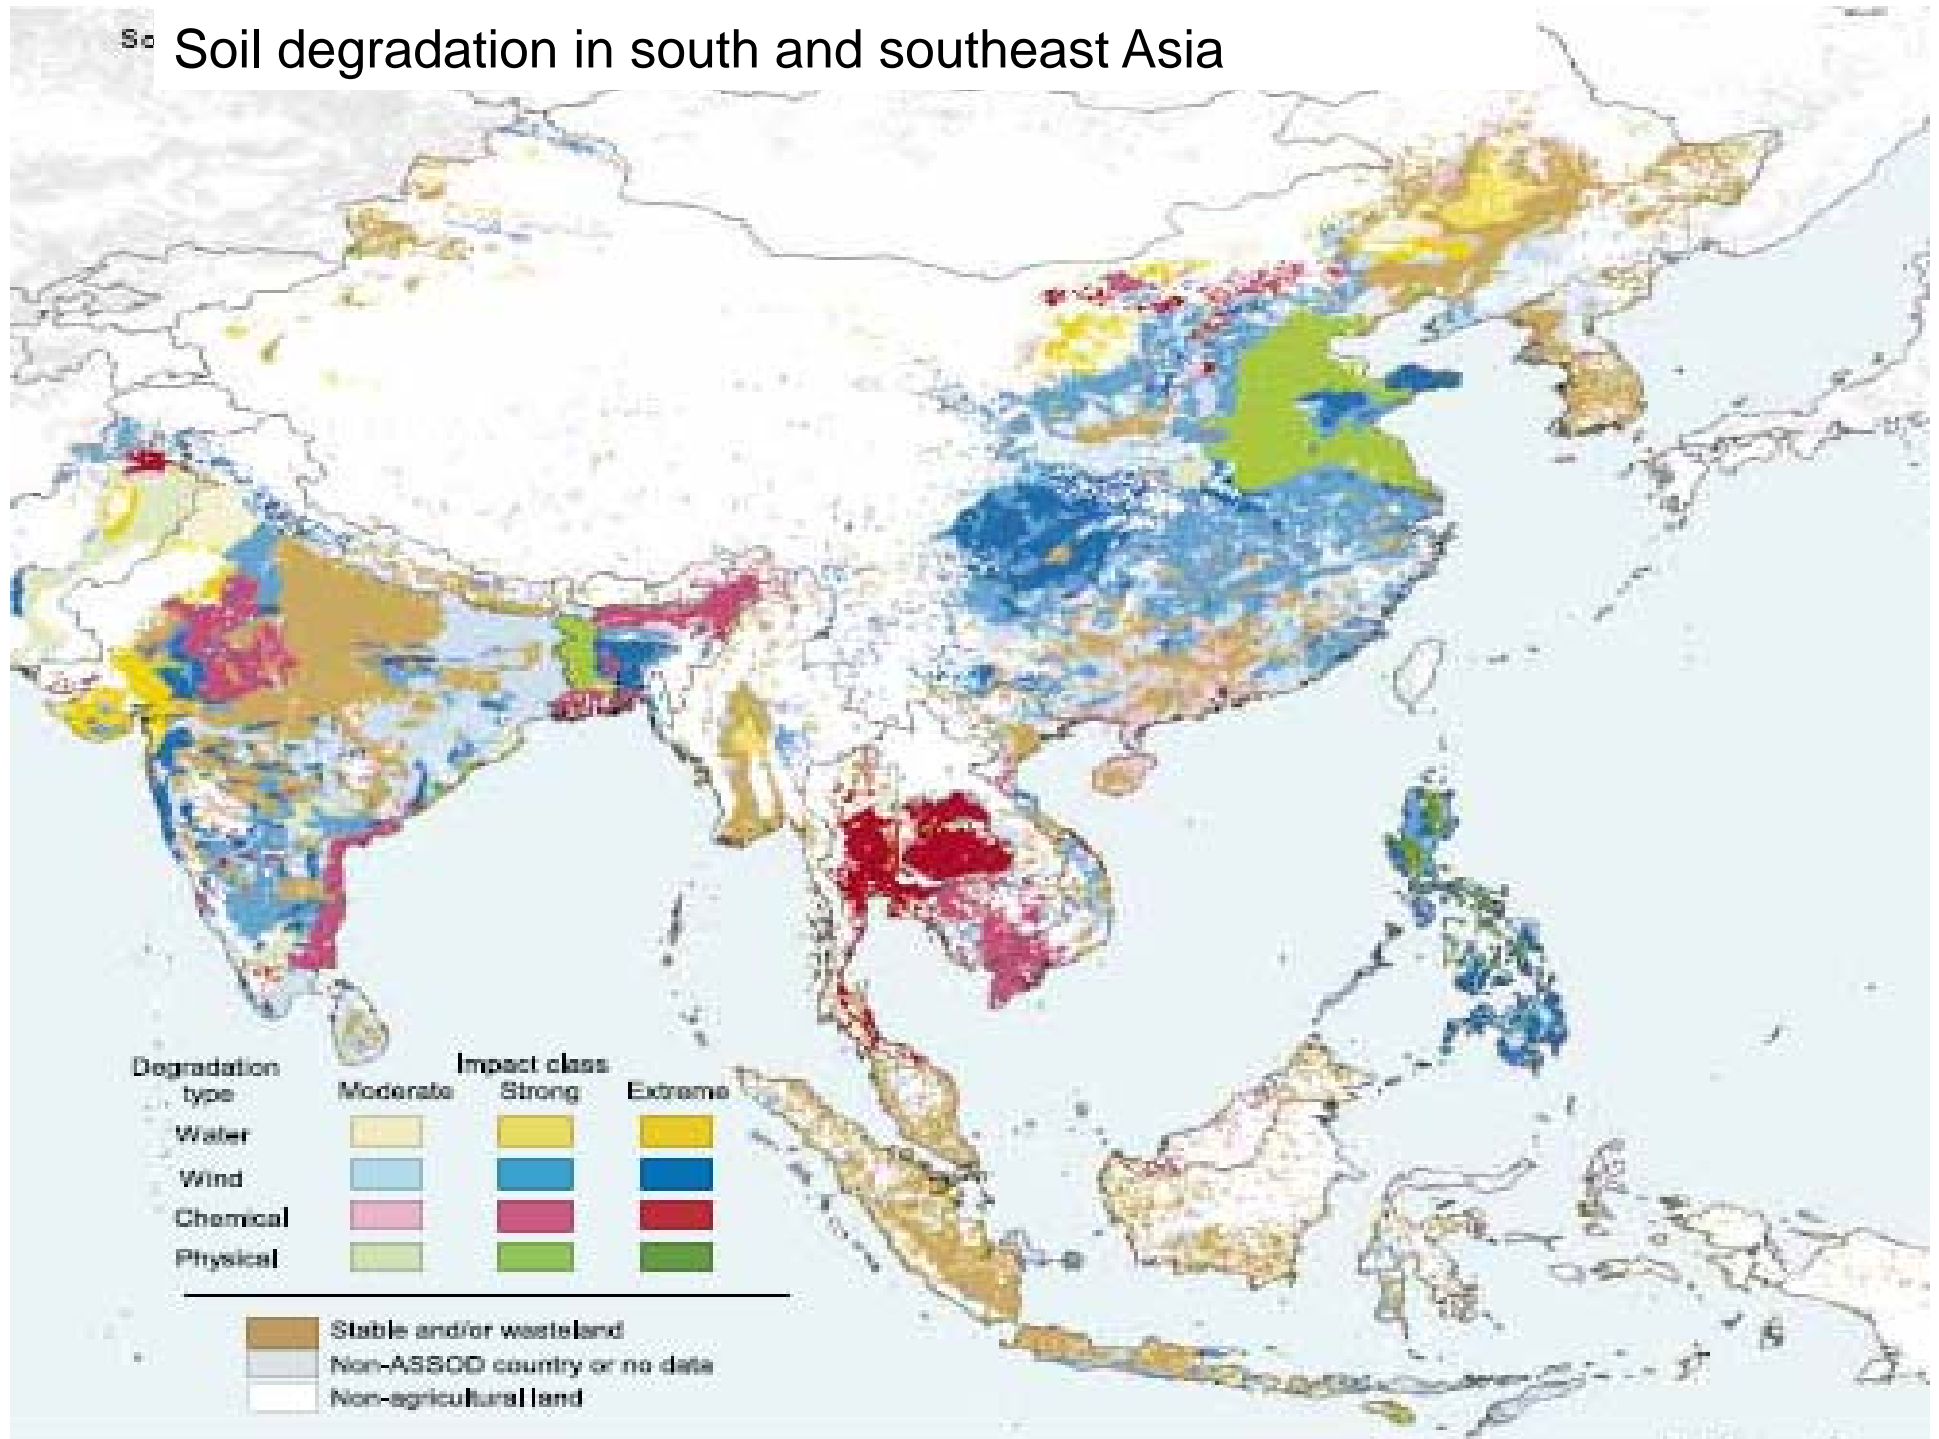 Soil degradation in south and southeast Asia
So
Degradation type
Impact class
Moderate Strong Extreme
Water
Wind
Chemical
Physical
Stable and/or wasteland
Non-ASSOD country or no data
Non-agricultural land